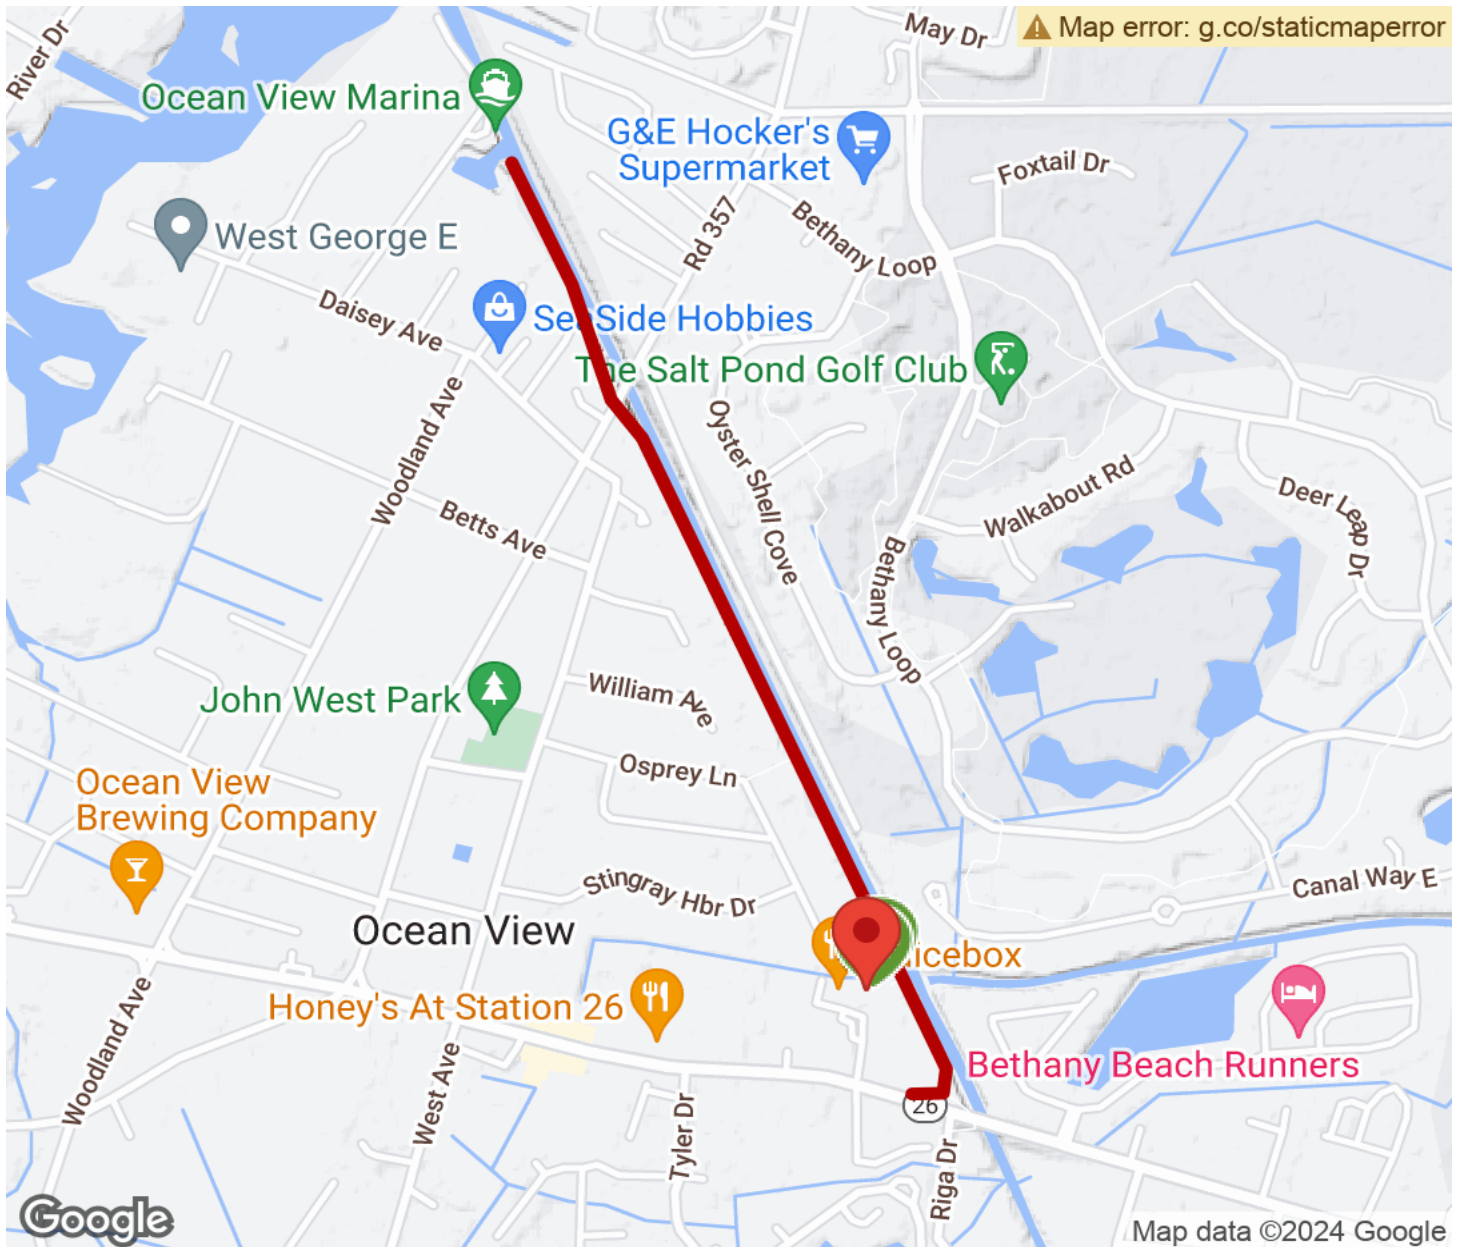 River Dr
May Dr
Map error: g.co/staticmaperror
Ocean View Marina
G&E Hocker's
Supermarket
Foxtail Dr
West George E
Rd 357
Bethany Loop
Daisey Ave
SeaSide Hobbies
The Salt Pond Golf Club
Woodland Ave
Oyster Shell Cove
Walkabout Rd
Deer Leap Dr
Betts Ave
Bethany Loop
John West Park
William Ave
Osprey Ln
Ocean View
Brewing Company
Stingray Hbr Dr
Canal Way E
Ocean View
Honey's At Station 26
Woodland Ave
West Ave
Bethany Beach Runners
26
Tyler Dr
Riga Dr
Google
Map data ©2024 Google